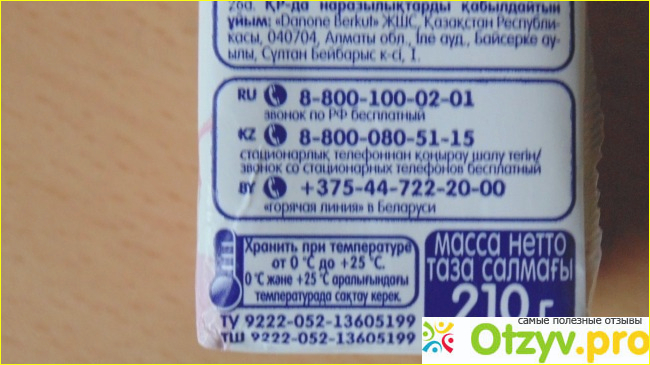 26а. ҚР-да наразылықтарды қабылдайтын
ұйым: «Danone Berkut» ЖШС, Қазақстан Республи-
касы, 040704, Алматы обл., Іле ауд., Байсерке ау-
ылы, Сұлтан Бейбарыс к-сі, 1.
RU 8-800-100-02-01
звонок по РФ бесплатный
KZ 8-800-080-51-15
стационарлық телефоннан қоңырау шалу тегін/
звонок со стационарных телефонов бесплатный
BY +375-44-722-20-00
«горячая линия» в Беларуси
Хранить при температуре
от 0 °С до +25 °С.
0 °С және +25 °С аралығындағы
температурада сақтау керек.
масса нетто
таза салмағы
210 г
ТУ 9222-052-13605199
ТШ 9222-052-13605199
самые полезные отзывы
Otzyv.pro